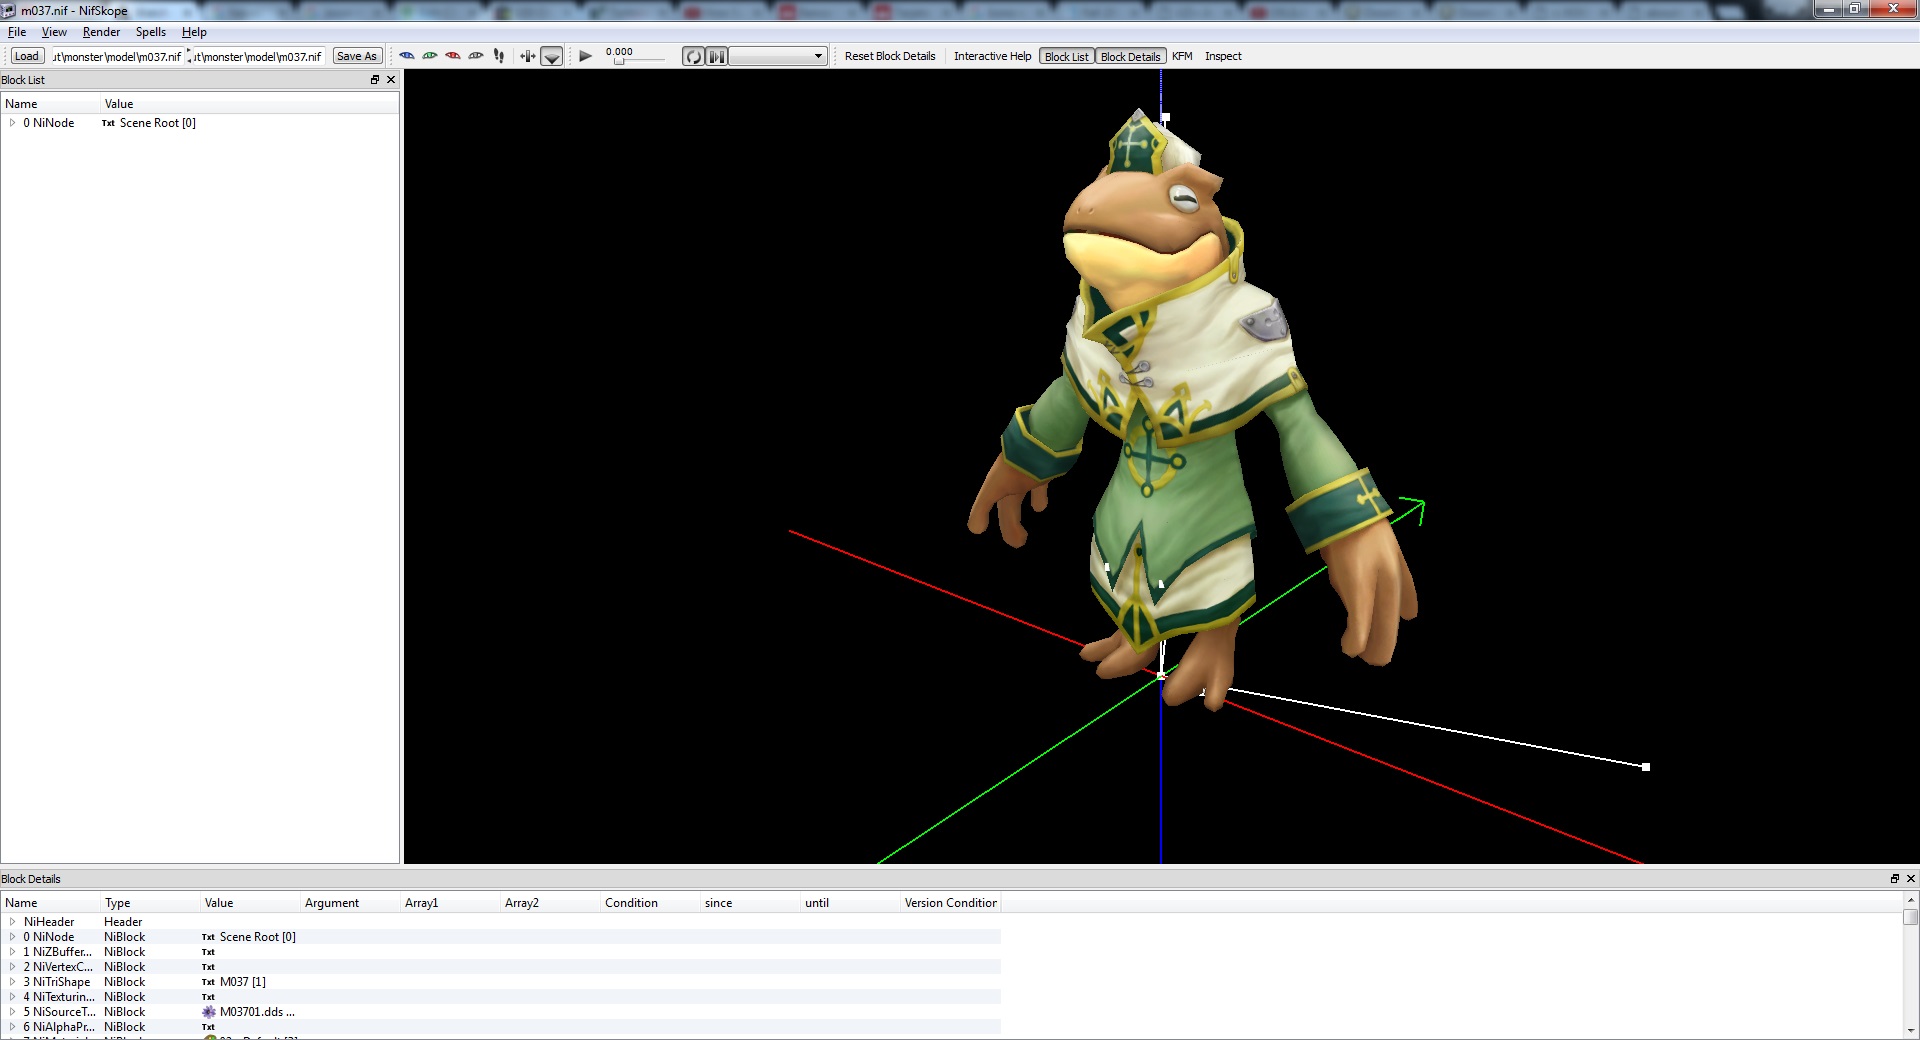 m037.nif - NifSkope
File View Render Spells Help
Load ut\monster\model\m037.nif ut\monster\model\m037.nif Save As 0.000 Reset Block Details Interactive Help Block List Block Details KFM Inspect
Block List
Name Value
0 NiNode Txt Scene Root [0]
Block Details
Name Type Value Argument Array1 Array2 Condition since until Version Condition
NiHeader Header
0 NiNode NiBlock Txt Scene Root [0]
1 NiZBuffer... NiBlock Txt
2 NiVertexC... NiBlock Txt
3 NiTriShape NiBlock Txt M037 [1]
4 NiTexturin... NiBlock Txt
5 NiSourceT... NiBlock M03701.dds ...
6 NiAlphaPr... NiBlock Txt